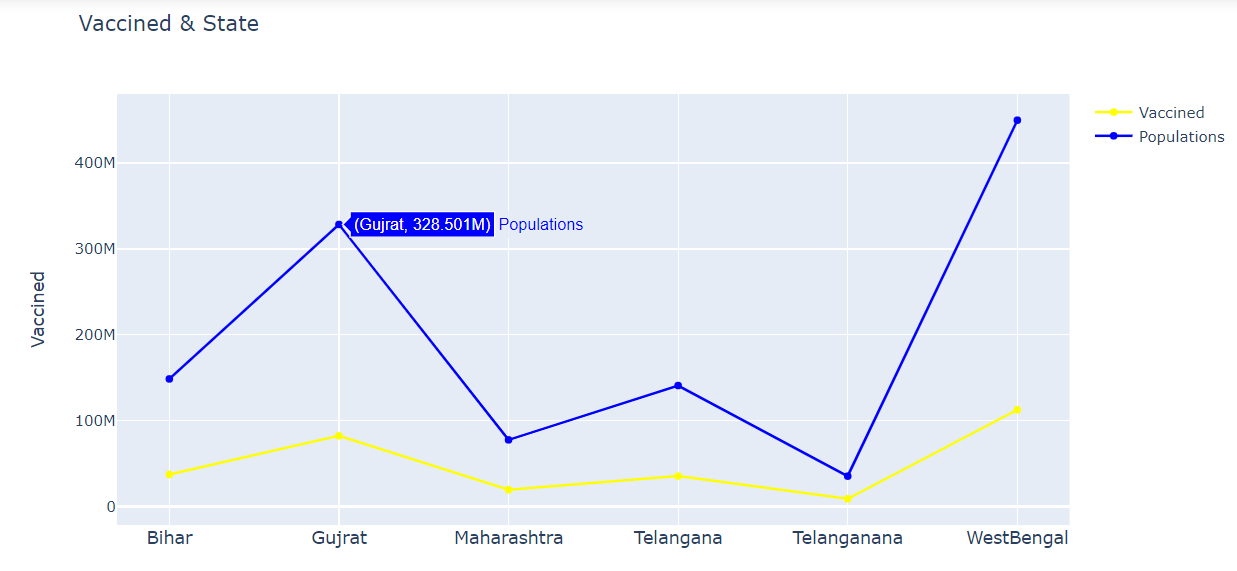 Vaccined & State
Vaccined
Populations
400M
300M
200M
100M
0
Vaccined
(Gujrat, 328.501M) Populations
Bihar Gujrat Maharashtra Telangana Telanganana WestBengal